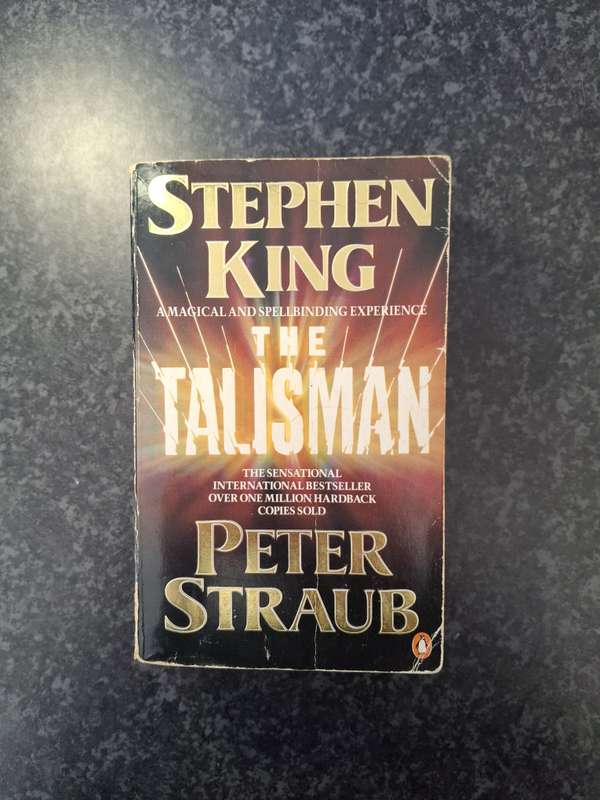 STEPHEN
KING
A MAGICAL AND SPELLBINDING EXPERIENCE
THE
TALISMAN
THE SENSATIONAL
INTERNATIONAL BESTSELLER
OVER ONE MILLION HARDBACK
COPIES SOLD
PETER
STRAUB